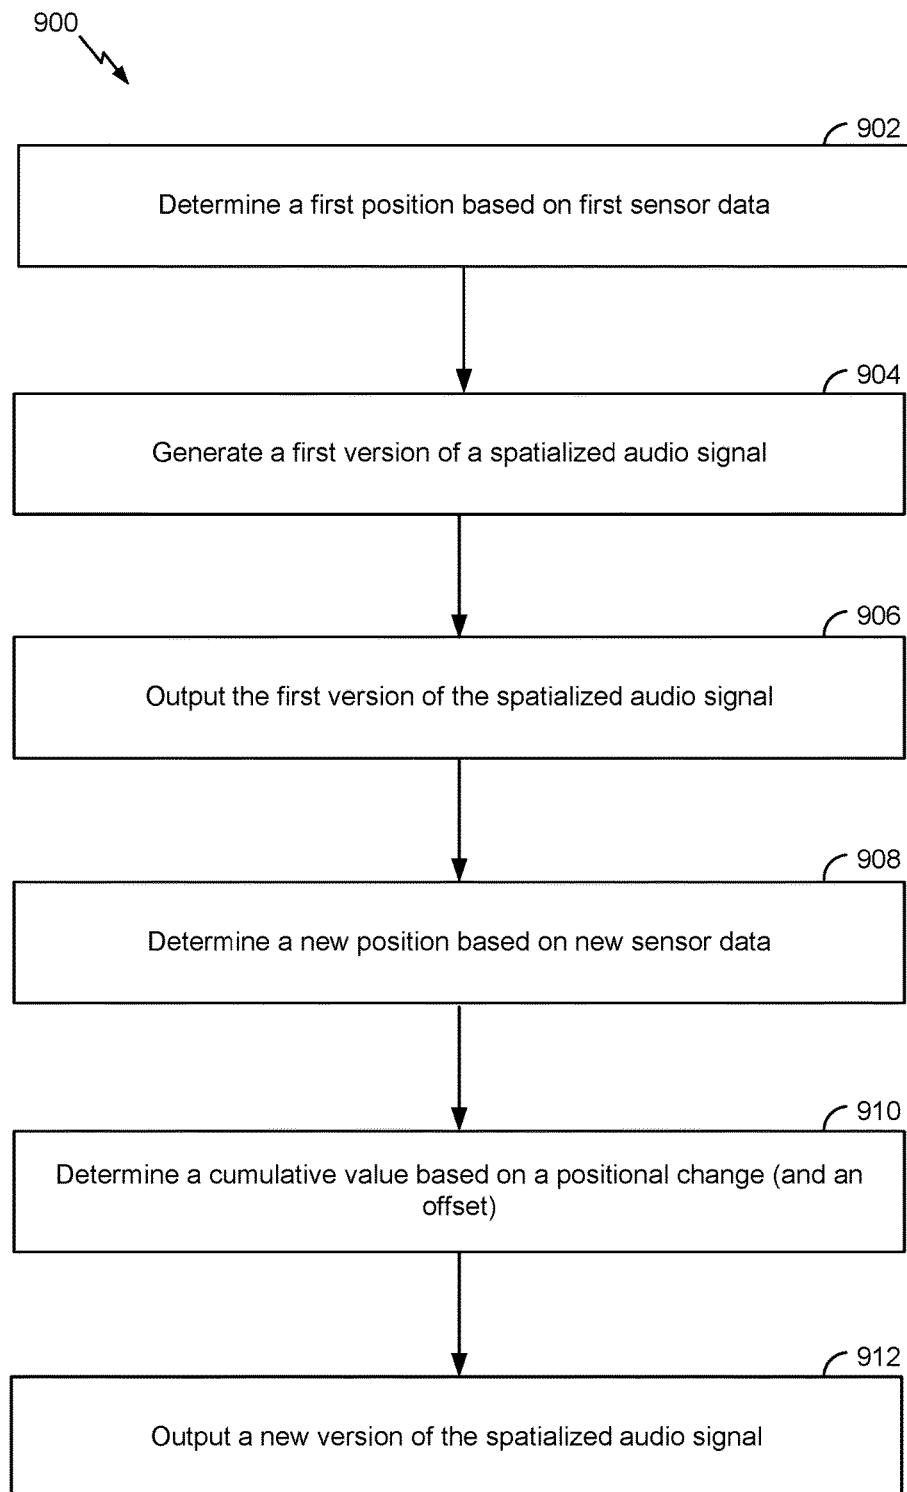 900
902
Determine a first position based on first sensor data
904
Generate a first version of a spatialized audio signal
906
Output the first version of the spatialized audio signal
908
Determine a new position based on new sensor data
910
Determine a cumulative value based on a positional change (and an
offset)
912
Output a new version of the spatialized audio signal